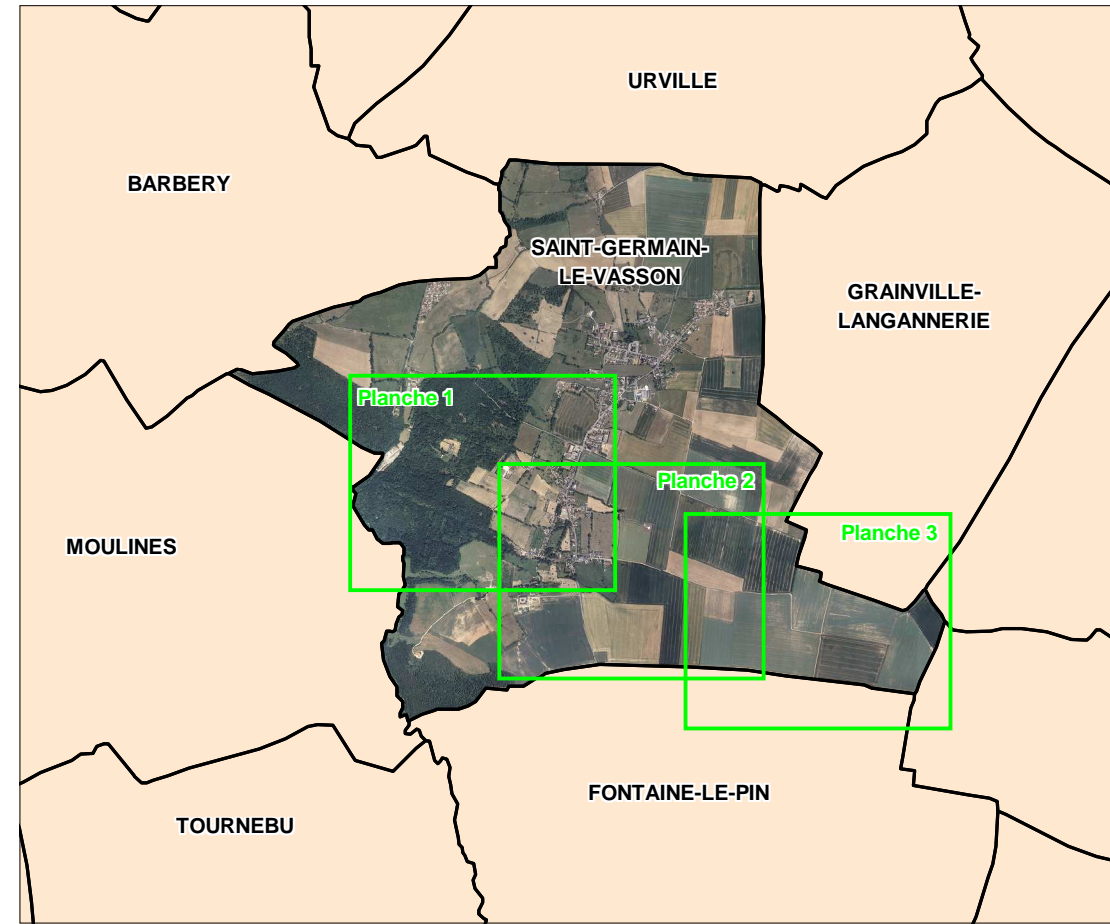 URVILLE
BARBERY
SAINT-GERMAIN-
LE-VASSON
GRAINVILLE-
LANGANNERIE
Planche 1
Planche 2
Planche 3
MOULINES
FONTAINE-LE-PIN
TOURNEBU